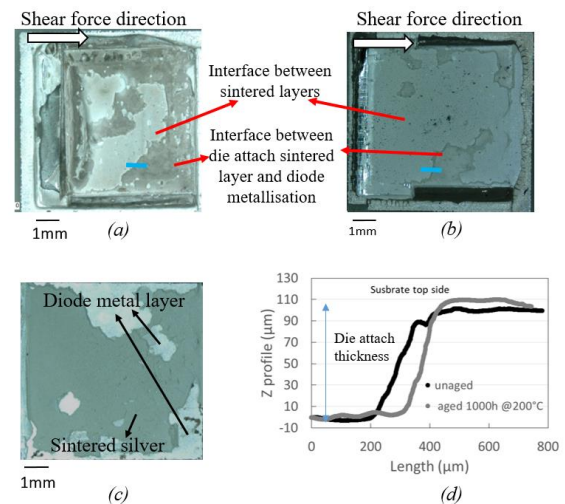 Shear force direction
Shear force direction
Interface between
sintered layers
Interface between
die attach sintered
layer and diode
metallisation
1mm
(a)
1mm
(b)
Diode metal layer
Sintered silver
1mm
(c)
130
110
90
70
50
30
10
-10
Z profile (µm)
Susbrate top side
Die attach
thickness
unaged
aged 1000h @200°C
0
200
400
600
800
Length (µm)
(d)